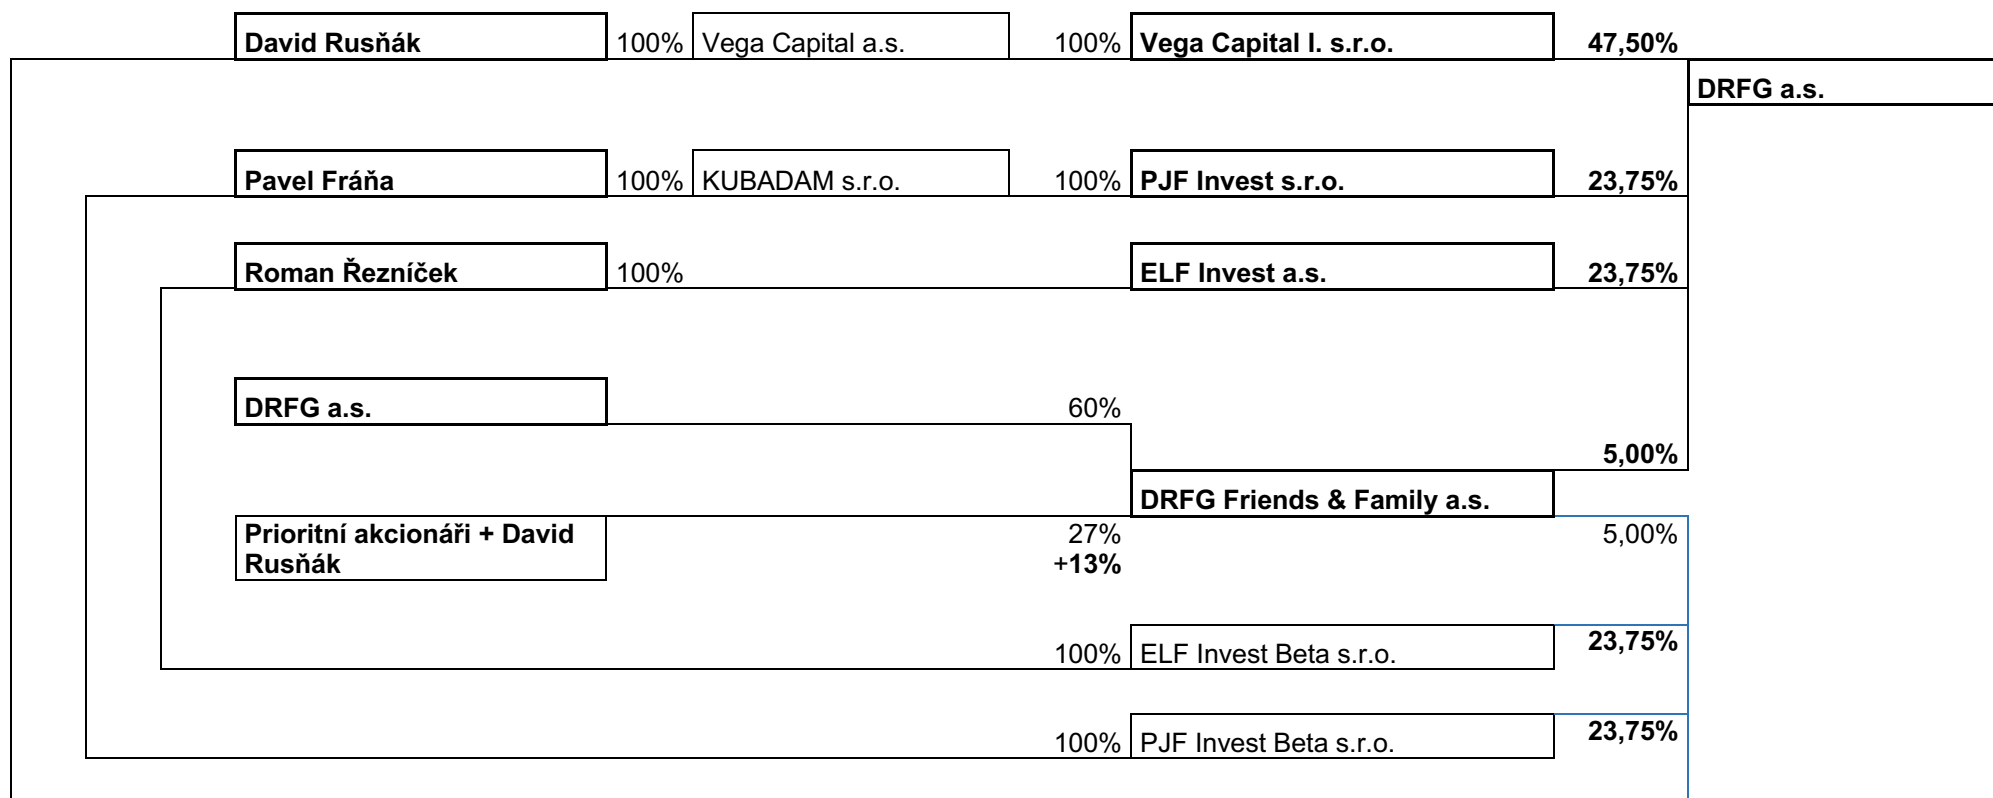 David Rusňák 100% Vega Capital a.s. 100% Vega Capital I. s.r.o. 47,50%
DRFG a.s.
Pavel Fráňa 100% KUBADAM s.r.o. 100% PJF Invest s.r.o. 23,75%
Roman Řezníček 100% ELF Invest a.s. 23,75%
DRFG a.s. 60%
5,00%
DRFG Friends & Family a.s.
Prioritní akcionáři + David 27% 5,00%
Rusňák +13%
100% ELF Invest Beta s.r.o. 23,75%
100% PJF Invest Beta s.r.o. 23,75%